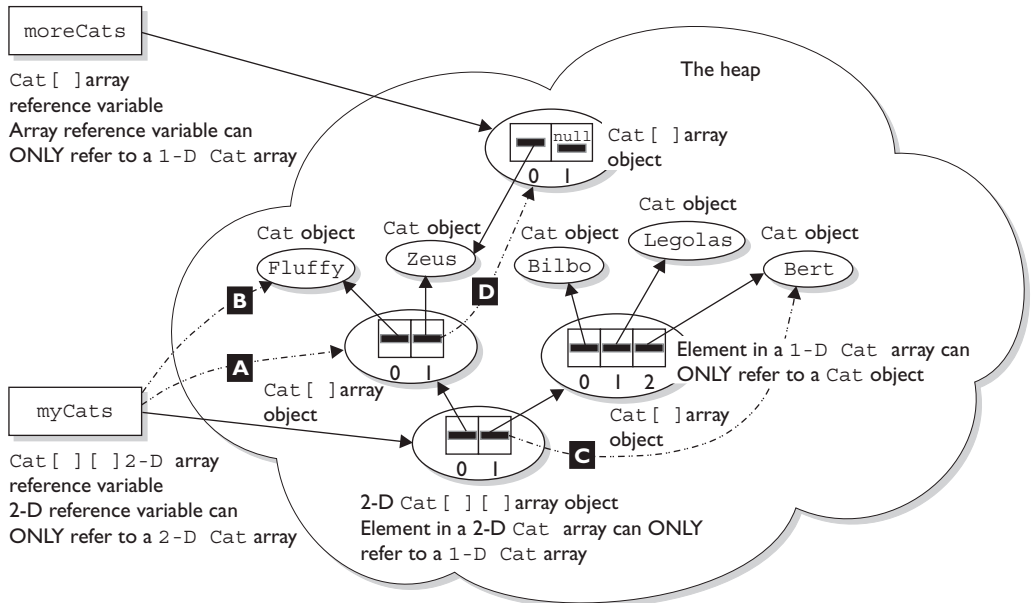 moreCats
Cat [ ] array
reference variable
Array reference variable can
ONLY refer to a 1-D Cat array
The heap
null
0 1
Cat [ ] array
object
Cat object
Fluffy
Cat object
Zeus
Cat object
Bilbo
Cat object
Legolas
Cat object
Bert
B
D
A
0 1
Cat [ ] array
object
0 1 2
Element in a 1-D Cat array can
ONLY refer to a Cat object
Cat [ ] array
object
myCats
Cat [ ] [ ] 2-D array
reference variable
2-D reference variable can
ONLY refer to a 2-D Cat array
0 1
C
2-D Cat [ ] [ ] array object
Element in a 2-D Cat array can ONLY
refer to a 1-D Cat array